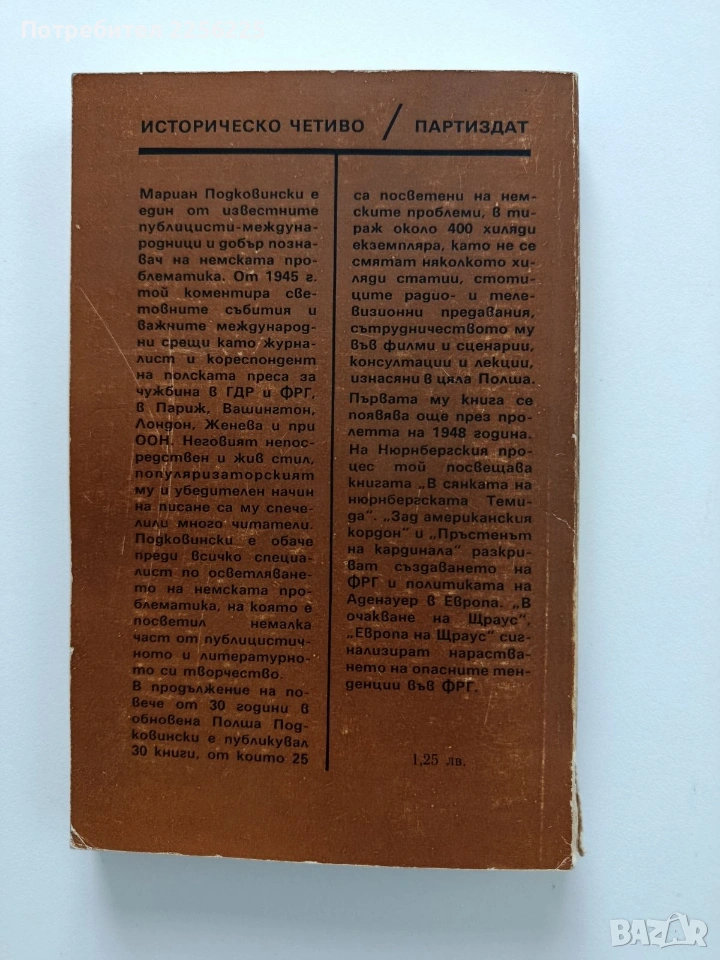 ИСТОРИЧЕСКО ЧЕТИВО / ПАРТИЗДАТ
Мариан Подковински е
един от известните
публицисти-междуна-
родници и добър позна-
вач на немската про-
блематика. От 1945 г.
той коментира све-
товните събития и
важните международ-
ни срещи като журна-
лист и кореспондент
на полската преса за
чужбина в ГДР и ФРГ,
в Париж, Вашингтон,
Лондон, Женева и при
ООН. Неговият непос-
редствен и жив стил,
популяризаторският
му и убедителен начин
на писане са му спече-
лили много читатели.
Подковински е обаче
преди всичко специа-
лист по осветляване-
то на немската про-
блематика, на която е
посветил немалка
част от публицистич-
ното и литературно-
то си творчество.
В продължение на по-
вече от 30 години в
обновена Полша Под-
ковински е публикувал
30 книги, от които 25
са посветени на нем-
ските проблеми, в ти-
раж около 400 хиляди
екземпляра, като не се
смятат няколкото хи-
ляди статии, стоти-
ците радио- и теле-
визионни предавания,
сътрудничеството му
във филми и сценарии,
консултации и лекции,
изнасяни в цяла Полша.
Първата му книга се
появява още през про-
летта на 1948 година.
На Нюрнбергския про-
цес той посвещава
книгата „В сянката на
нюрнбергската Теми-
да“. „Зад американския
кордон“ и „Пръстенът
на кардинала“ разкри-
ват създаването на
ФРГ и политиката на
Аденауер в Европа. „В
очакване на Щраус“,
„Европа на Щраус“ сиг-
нализират нараства-
нето на опасните тен-
денции във ФРГ.
1,25 лв.
BAZAR